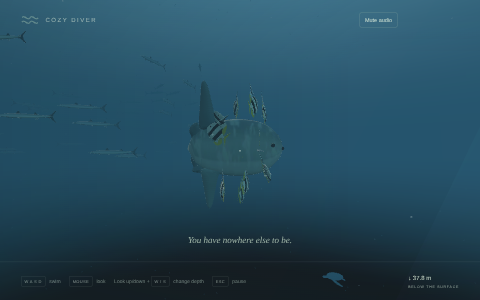 COZY DIVER
Mute audio
You have nowhere else to be.
W A S D swim MOUSE look Look up/down + W / S change depth ESC pause
↓ 37.8 m
BELOW THE SURFACE